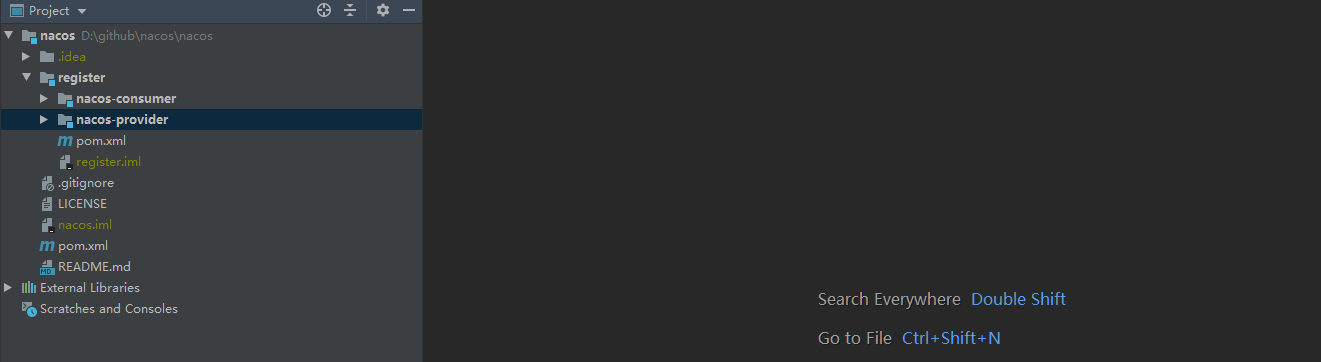 Project
nacos D:\github\nacos\nacos
.idea
register
nacos-consumer
nacos-provider
pom.xml
register.iml
.gitignore
LICENSE
nacos.iml
pom.xml
README.md
External Libraries
Scratches and Consoles
Search Everywhere Double Shift
Go to File Ctrl+Shift+N